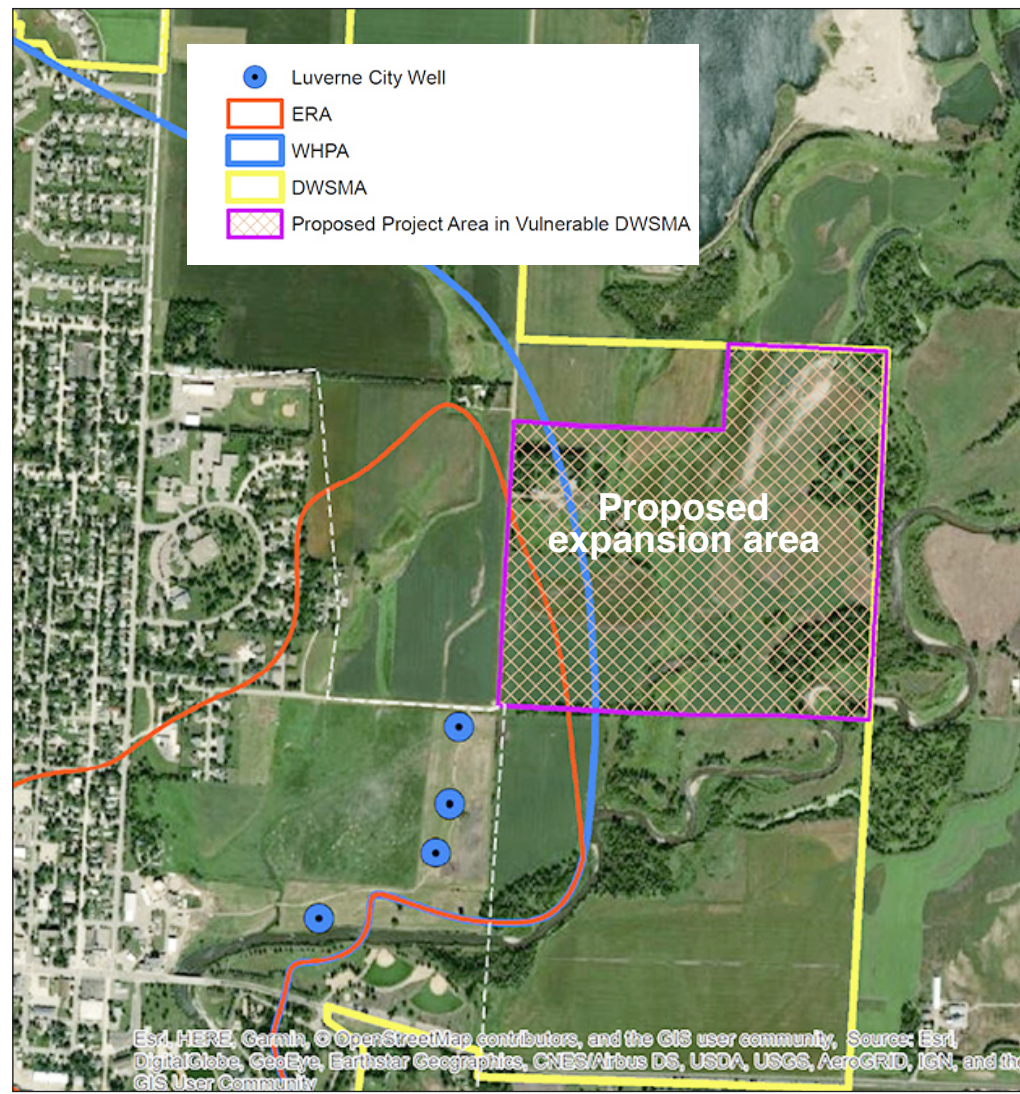 Luverne City Well
ERA
WHPA
DWSMA
Proposed Project Area in Vulnerable DWSMA
Proposed
expansion area
Esri, HERE, Garmin, © OpenStreetMap contributors, and the GIS user community, Source: Esri,
DigitalGlobe, GeoEye, Earthstar Geographics, CNES/Airbus DS, USDA, USGS, AeroGRID, IGN, and the
GIS User Community